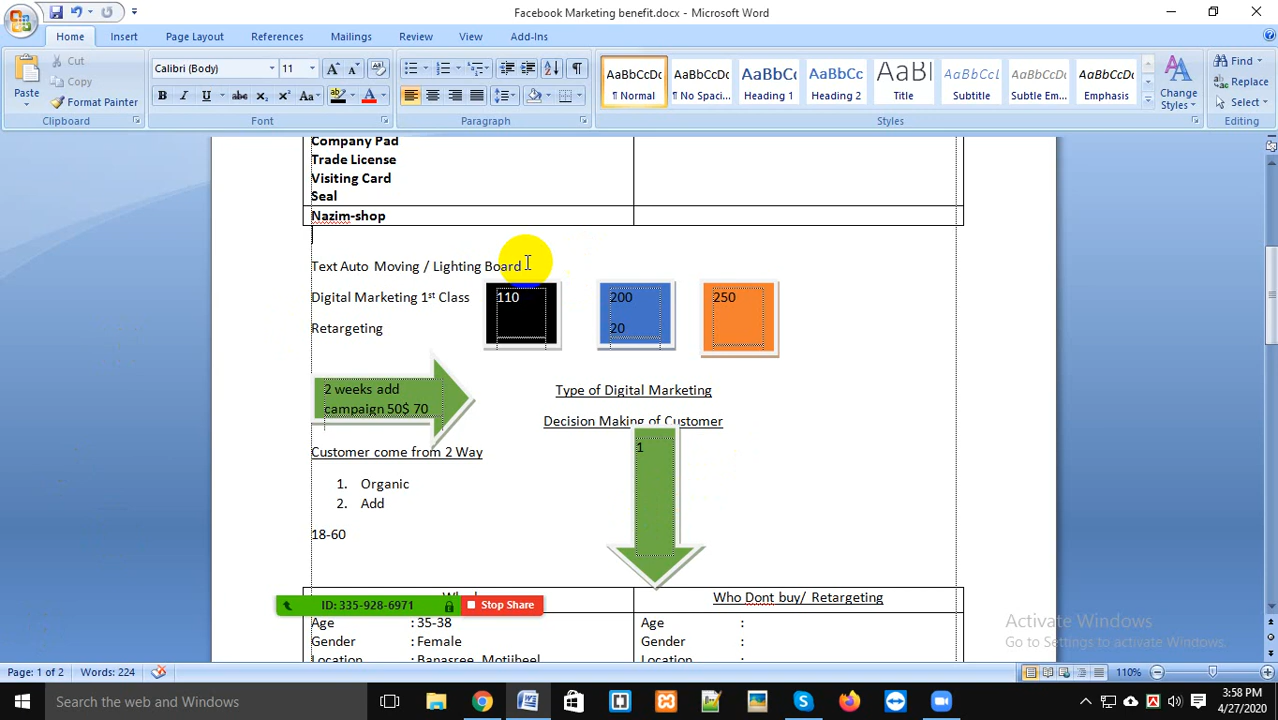 Facebook Marketing benefit.docx - Microsoft Word
Home Insert Page Layout References Mailings Review View Add-Ins
Paste
Cut
Copy
Format Painter
Clipboard
Calibri (Body) 11
Font
Paragraph
AaBbCcDc AaBbCcDc AaBbC AaBbCc AaBl AaBbCc. AaBbCcDc AaBbCcDc
¶ Normal ¶ No Spaci... Heading 1 Heading 2 Title Subtitle Subtle Em... Emphasis
Change Styles
Styles
Find
Replace
Select
Editing
Company Pad
Trade License
Visiting Card
Seal
Nazim-shop
Text Auto Moving / Lighting Board
Digital Marketing 1st Class
110
200
250
Retargeting
20
2 weeks add
campaign 50$ 70
Type of Digital Marketing
Decision Making of Customer
1
Customer come from 2 Way
1. Organic
2. Add
18-60
ID: 335-928-6971 Stop Share
Who Dont buy/ Retargeting
Age : 35-38
Age :
Gender : Female
Gender :
Location : Banasree, Motijheel
Location :
Activate Windows
Go to Settings to activate Windows.
Page: 1 of 2 Words: 224
110%
Search the web and Windows
3:58 PM
4/27/2020